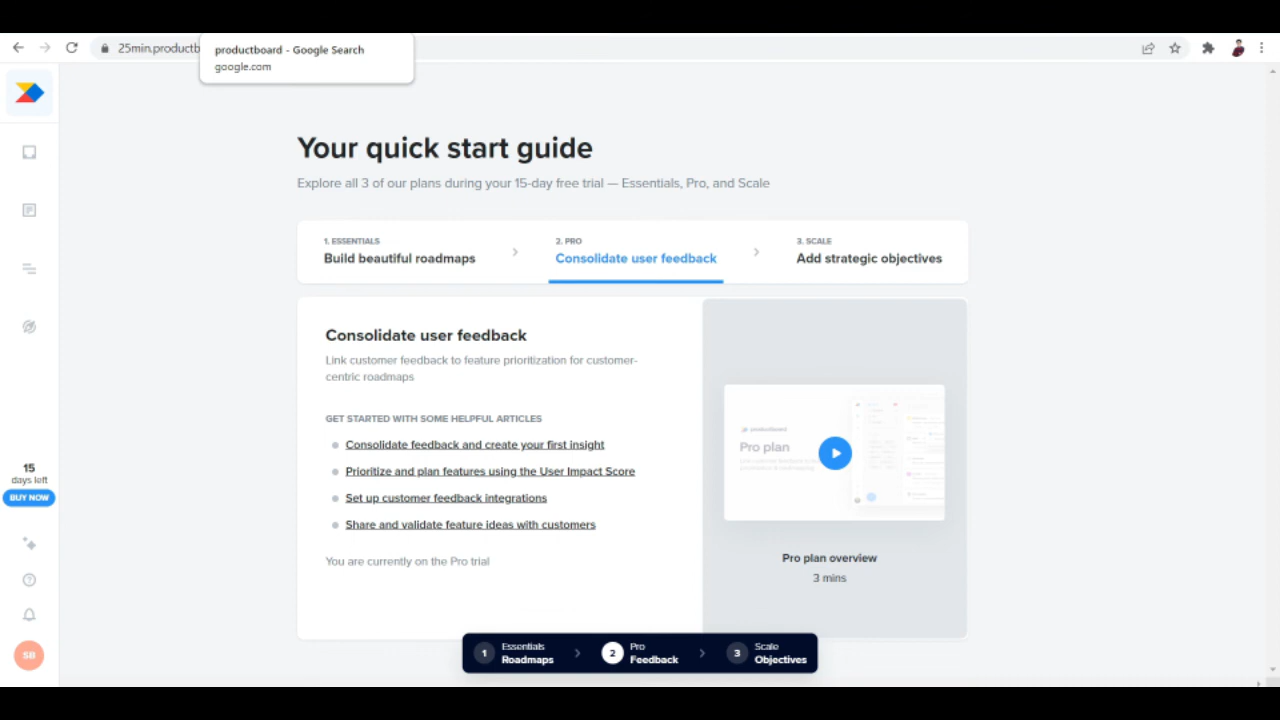 productboard - Google Search
google.com
25min.productb
Your quick start guide
Explore all 3 of our plans during your 15-day free trial — Essentials, Pro, and Scale
1. ESSENTIALS
Build beautiful roadmaps
2. PRO
Consolidate user feedback
3. SCALE
Add strategic objectives
Consolidate user feedback
Link customer feedback to feature prioritization for customer-
centric roadmaps
GET STARTED WITH SOME HELPFUL ARTICLES
Consolidate feedback and create your first insight
Prioritize and plan features using the User Impact Score
Set up customer feedback integrations
Share and validate feature ideas with customers
You are currently on the Pro trial
productboard
Pro plan
Pro plan overview
3 mins
15
days left
BUY NOW
SB
1
Essentials
Roadmaps
2
Pro
Feedback
3
Scale
Objectives